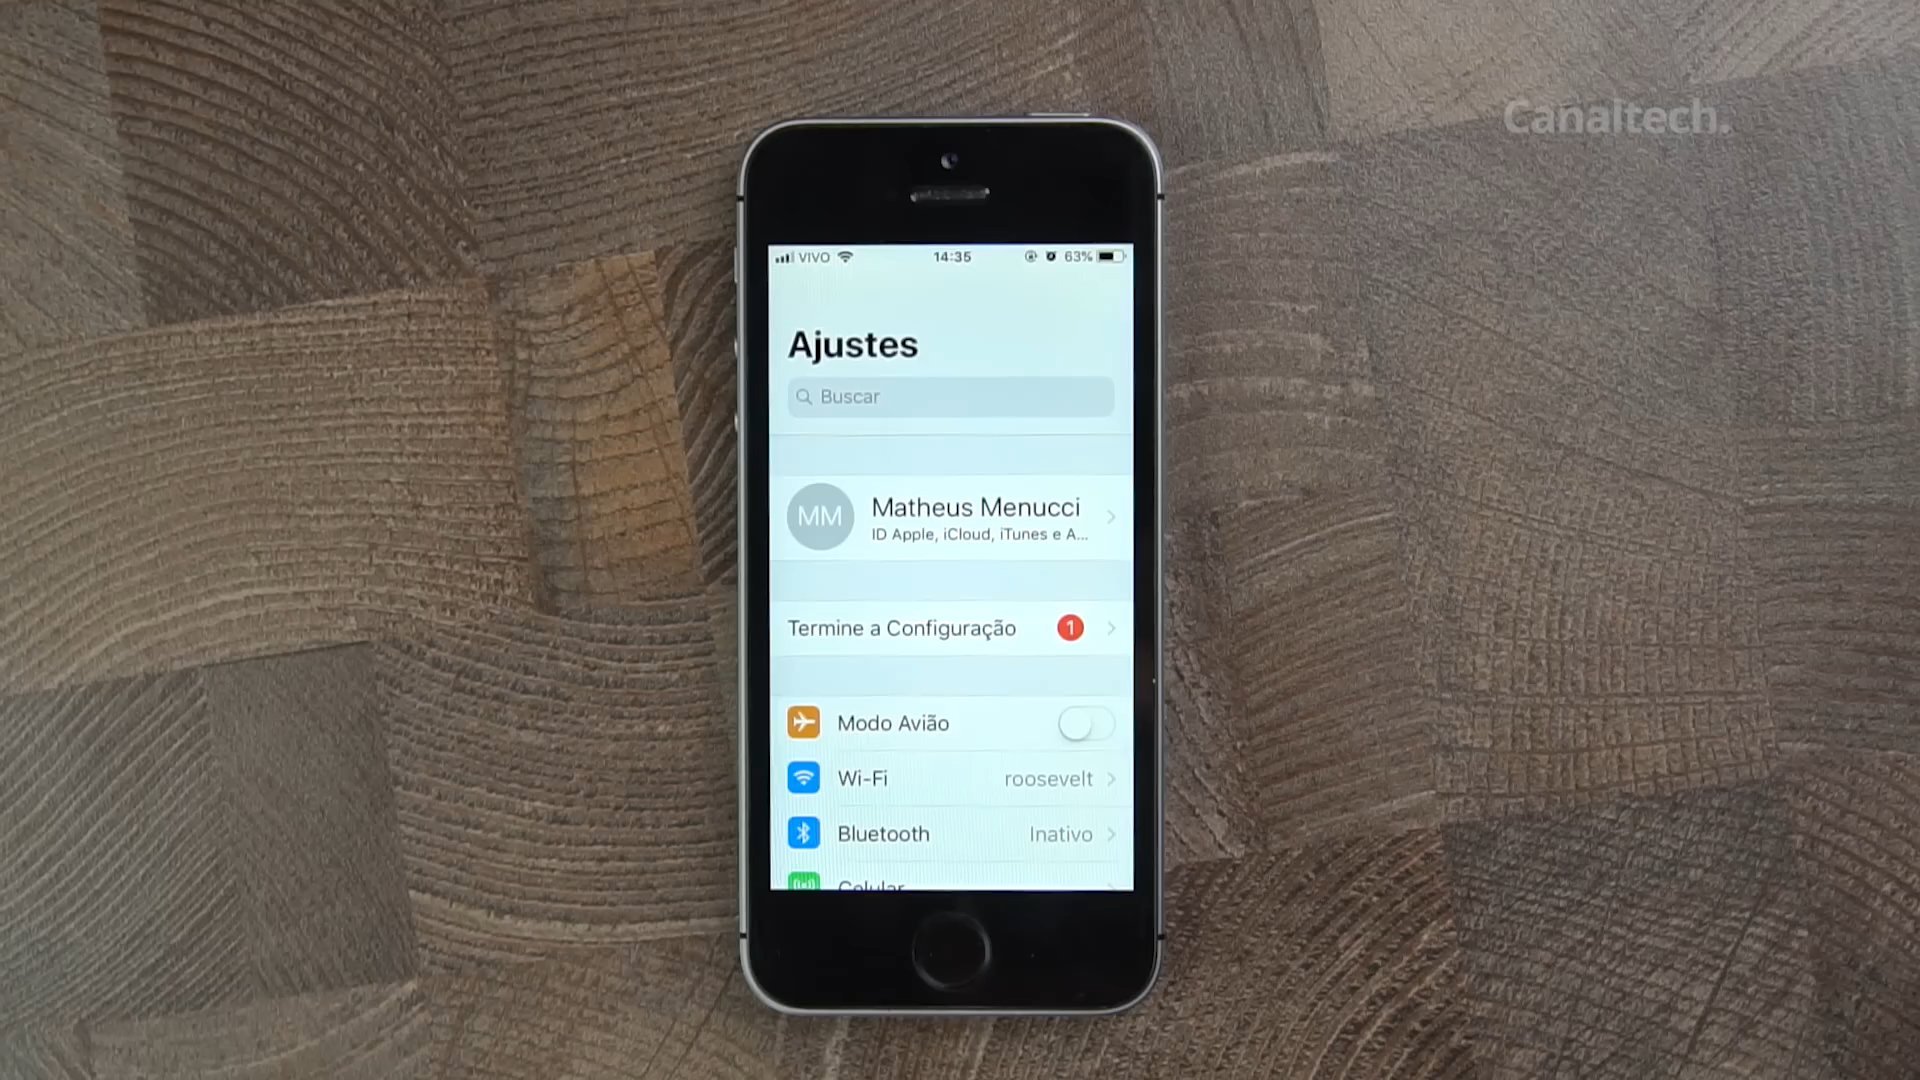 Canaltech.
VIVO 14:35 63%
Ajustes
Buscar
MM
Matheus Menucci
ID Apple, iCloud, iTunes e A...
Termine a Configuração 1
Modo Avião
Wi-Fi roosevelt
Bluetooth Inativo
Celular